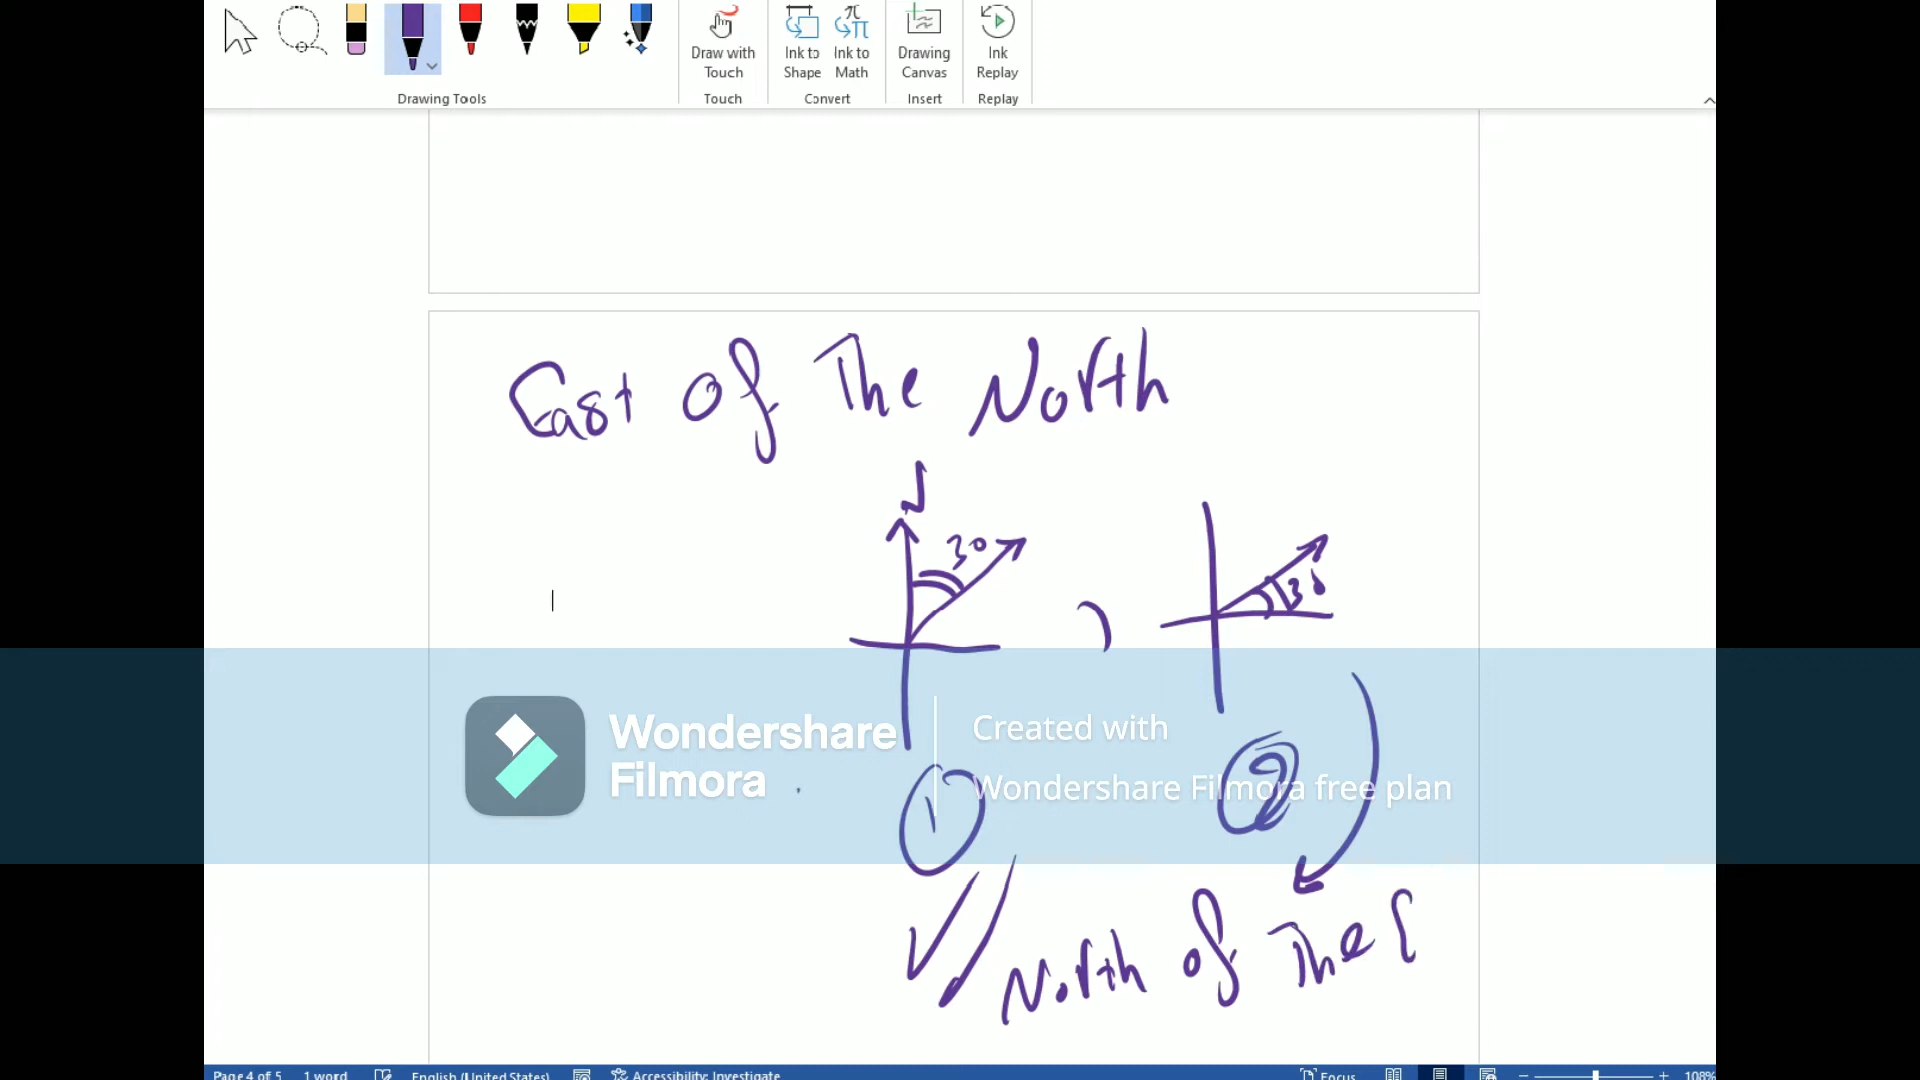 Draw with Touch
Ink to Shape
Ink to Math
Drawing Canvas
Ink Replay
Drawing Tools
Touch
Convert
Insert
Replay
East of The North
N
30
30
Wondershare
Filmora
Created with
Wondershare Filmora free plan
1
2
North of The
Page 4 of 5
1 word
English (United States)
Accessibility: Investigate
Focus
108%